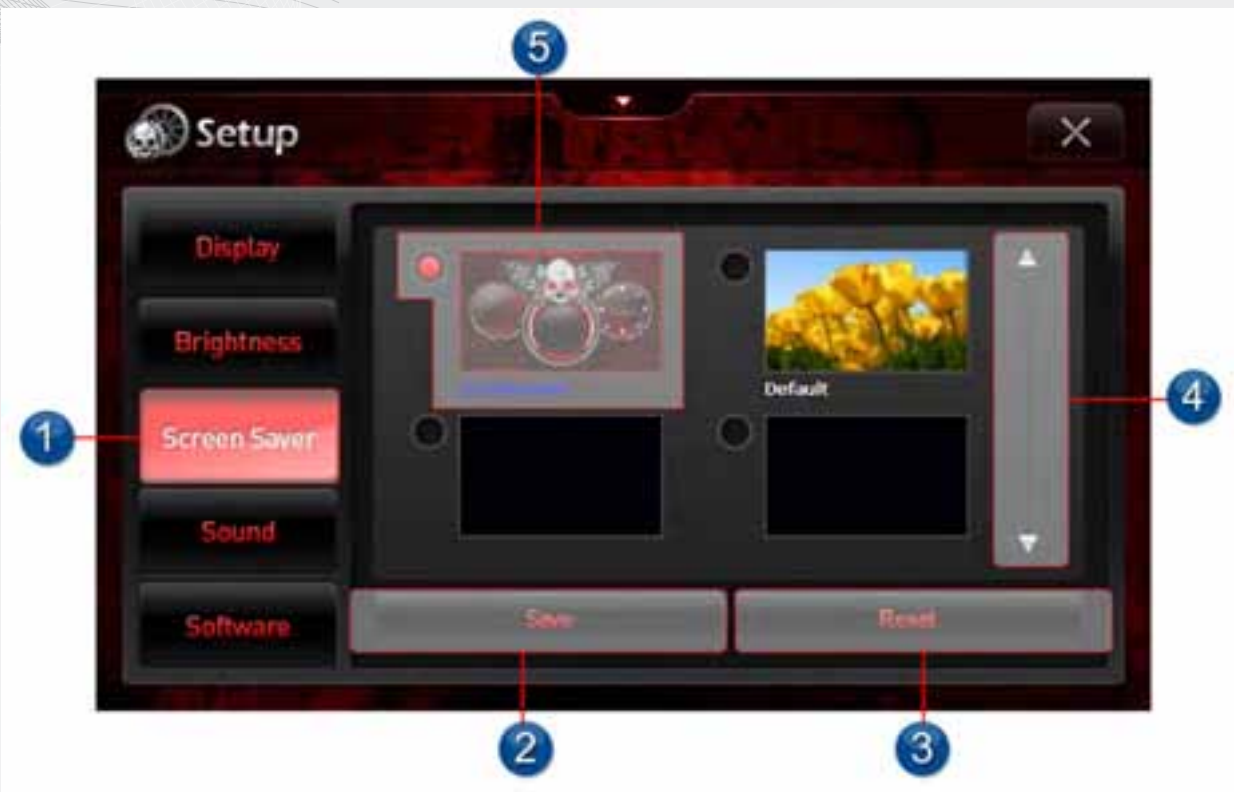 5
Setup
Display
Brightness
Default
1
Screen Saver
4
Sound
Software
Save
Reset
2
3